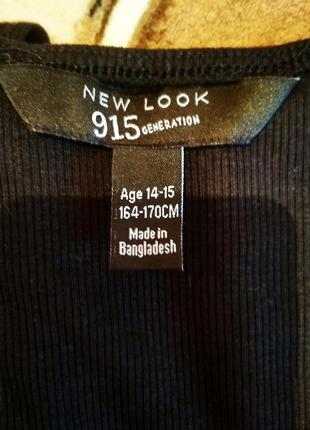 NEW LOOK
915 GENERATION
Age 14-15
164-170CM
Made in
Bangladesh